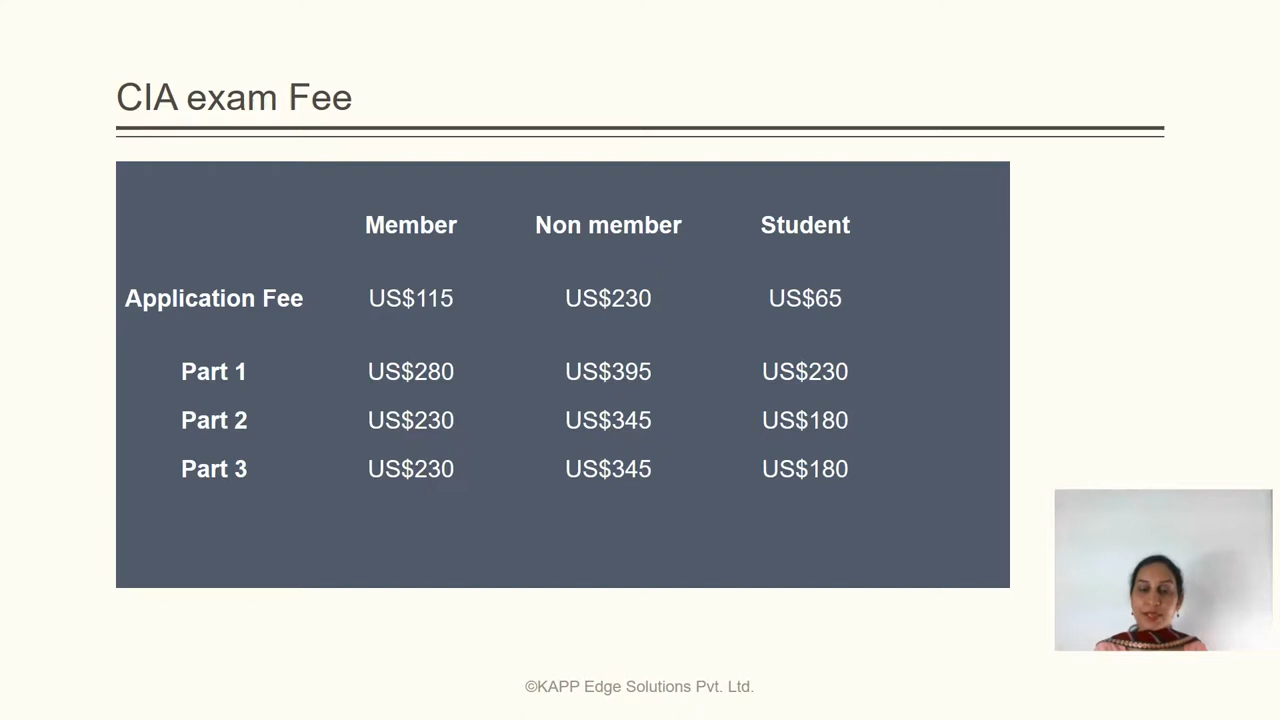 CIA exam Fee
Member Non member Student
Application Fee US$115 US$230 US$65
Part 1 US$280 US$395 US$230
Part 2 US$230 US$345 US$180
Part 3 US$230 US$345 US$180
©KAPP Edge Solutions Pvt. Ltd.